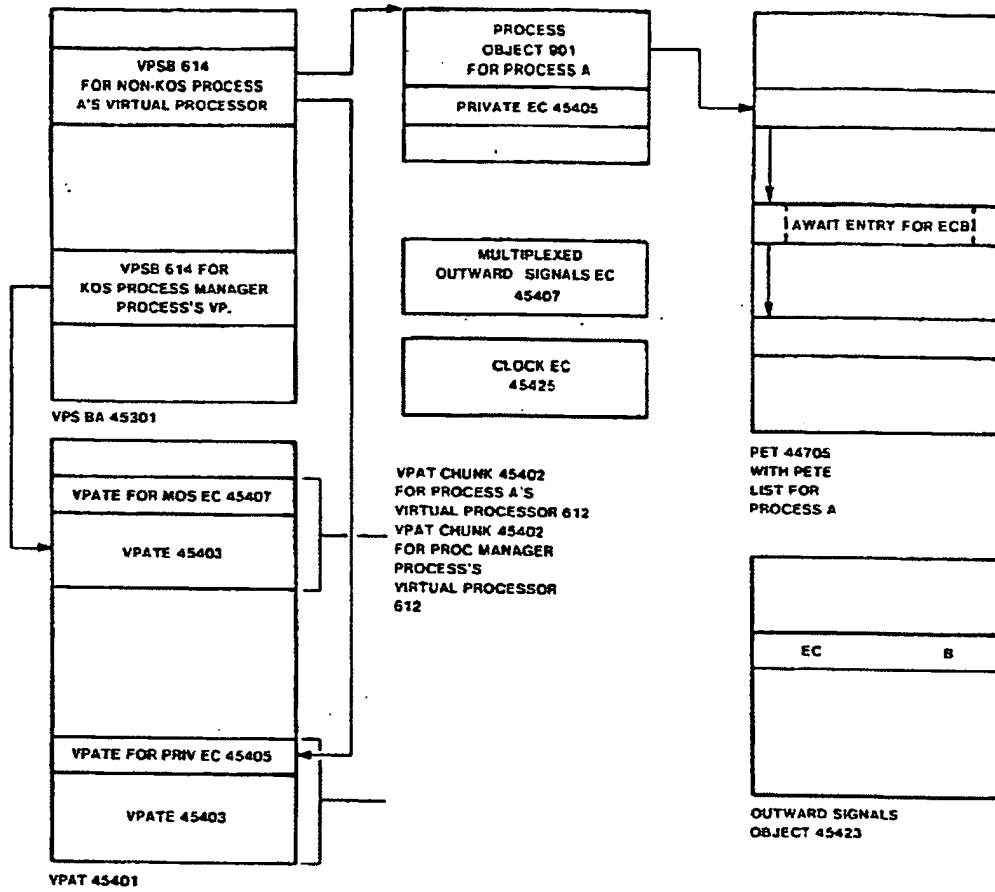 VPSB 614
FOR NON-KOS PROCESS
A'S VIRTUAL PROCESSOR
VPSB 614 FOR
KOS PROCESS MANAGER
PROCESS'S VP.
VPS BA 45301
PROCESS
OBJECT 901
FOR PROCESS A
PRIVATE EC 45405
MULTIPLEXED
OUTWARD SIGNALS EC
45407
CLOCK EC
45425
AWAIT ENTRY FOR ECB
PET 44705
WITH PETE
LIST FOR
PROCESS A
VPATE FOR MOS EC 45407
VPATE 45403
VPATE FOR PRIV EC 45405
VPATE 45403
VPAT 45401
VPAT CHUNK 45402
FOR PROCESS A'S
VIRTUAL PROCESSOR 612
VPAT CHUNK 45402
FOR PROC MANAGER
PROCESS'S
VIRTUAL PROCESSOR
612
EC B
OUTWARD SIGNALS
OBJECT 45423